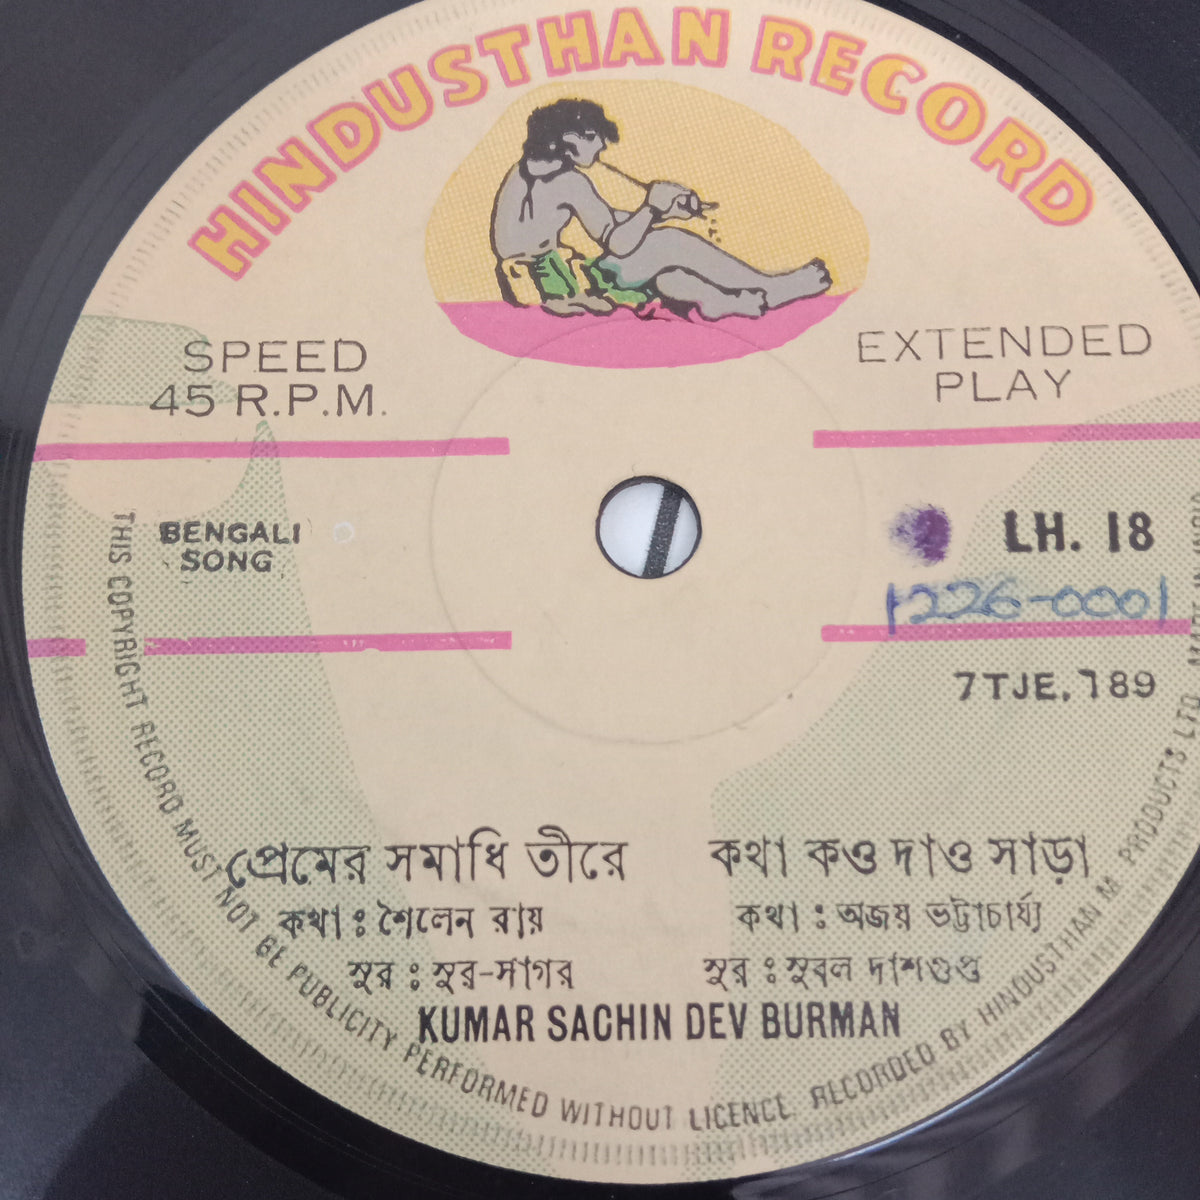 HINDUSTHAN RECORD
SPEED
45 R.P.M.
EXTENDED
PLAY
BENGALI
SONG
LH. 18
1226-0001
7TJE. 189
প্রেমের সমাধি তীরে
কথা : শৈলেন রায়
সুর : সুর-সাগর
কথা কও দাও সাড়া
কথা : অজয় ভট্টাচার্য্য
সুর : সুবল দাশগুপ্ত
KUMAR SACHIN DEV BURMAN
THIS COPYRIGHT RECORD MUST NOT BE PUBLICITY PERFORMED WITHOUT LICENCE RECORDED BY HINDUSTHAN M PRODUCTS LTD.